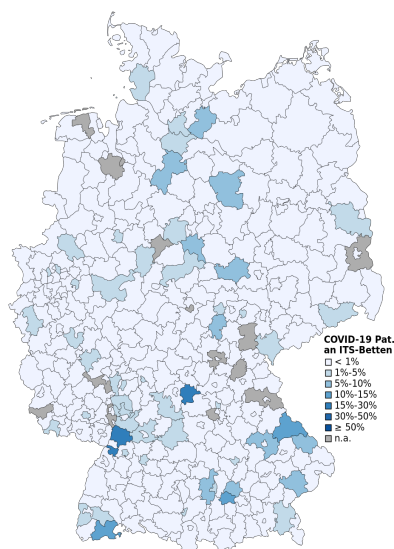 COVID-19 Pat.
an ITS-Betten
< 1%
1%-5%
5%-10%
10%-15%
15%-30%
30%-50%
≥ 50%
n.a.